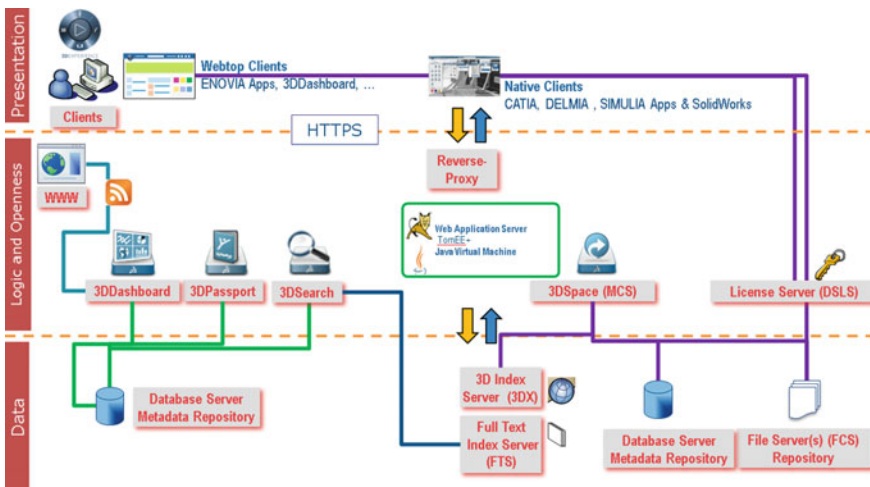 Presentation
Webtop Clients
ENOVIA Apps, 3DDashboard, ...
Native Clients
CATIA, DELMIA , SIMULIA Apps & SolidWorks
Clients
HTTPS
Logic and Openness
Reverse-
Proxy
WWW
Web Application Server
TomEE+
Java Virtual Machine
3DDashboard
3DPassport
3DSearch
3DSpace (MCS)
License Server (DSLS)
Data
Database Server
Metadata Repository
3D Index
Server (3DX)
Full Text
Index Server
(FTS)
Database Server
Metadata Repository
File Server(s) (FCS)
Repository